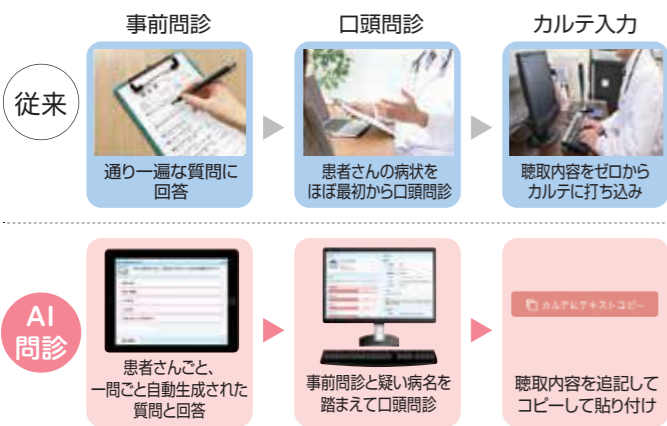 事前問診
口頭問診
カルテ入力
従来
通り一遍な質問に
回答
患者さんの病状を
ほぼ最初から口頭問診
聴取内容をゼロから
カルテに打ち込み
AI
問診
患者さんごと、
一問ごと自動生成された
質問と回答
事前問診と疑い病名を
踏まえて口頭問診
カルテにテキストコピー
聴取内容を追記して
コピーして貼り付け